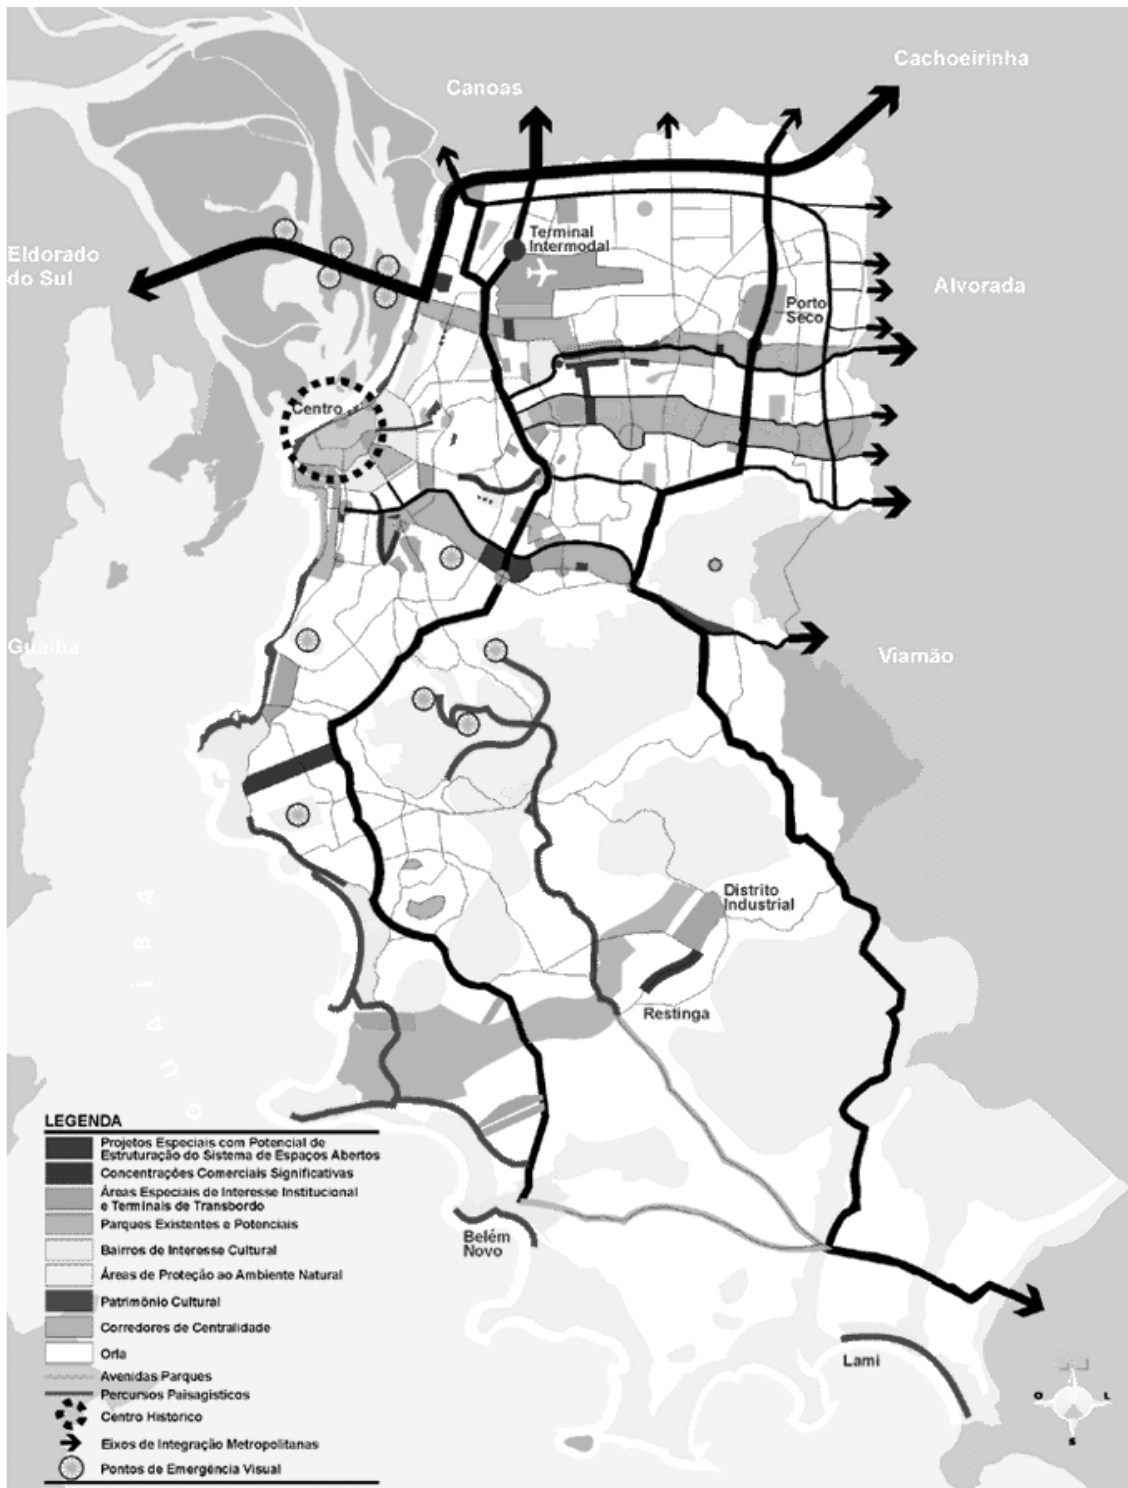 Cachoeirinha
Canoas
Terminal
Intermodal
Eldorado
do Sul
Alvorada
Porto
Seco
Centro
Guaíba
Viamão
Distrito
Industrial
GUAÍBA
Restinga
Belém
Novo
Lami
LEGENDA
Projetos Especiais com Potencial de
Estruturação do Sistema de Espaços Abertos
Concentrações Comerciais Significativas
Áreas Especiais de Interesse Institucional
e Terminais de Transbordo
Parques Existentes e Potenciais
Bairros de Interesse Cultural
Áreas de Proteção ao Ambiente Natural
Patrimônio Cultural
Corredores de Centralidade
Orla
Avenidas Parques
Percursos Paisagísticos
Centro Histórico
Eixos de Integração Metropolitanas
Pontos de Emergência Visual
O L
S